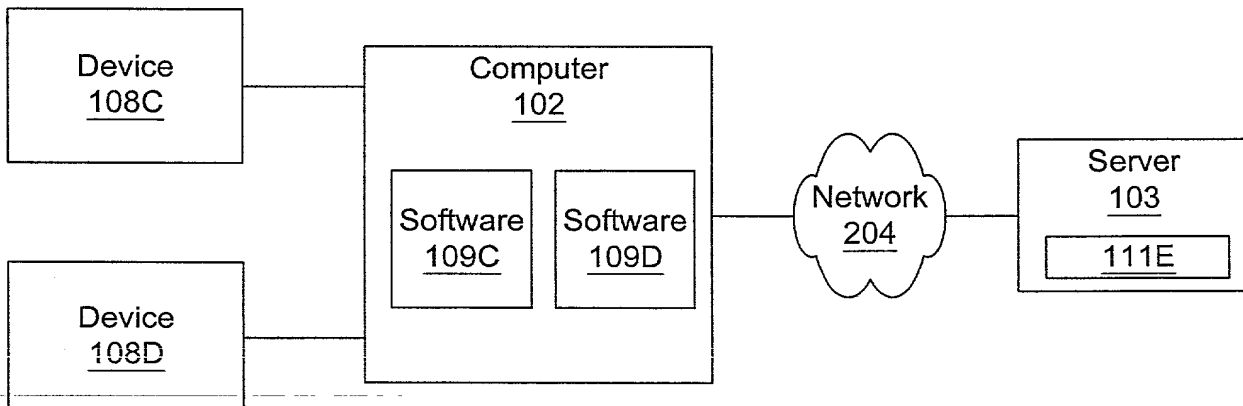 Device
108C
Computer
102
Software
109C
Software
109D
Network
204
Server
103
111E
Device
108D